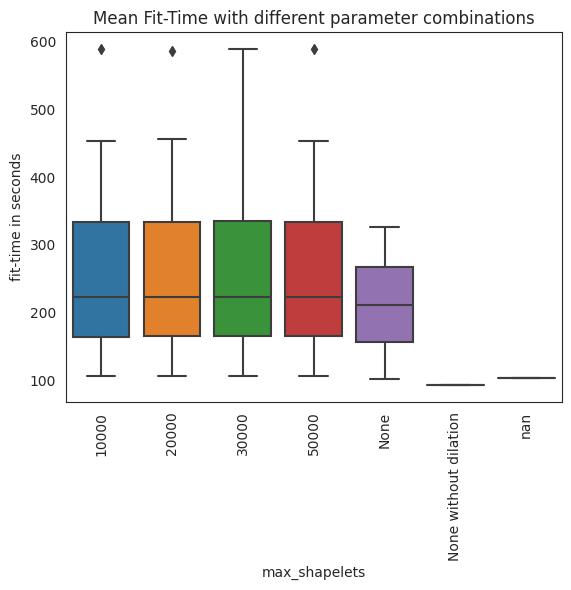 Mean Fit-Time with different parameter combinations
600
500
400
300
200
100
fit-time in seconds
10000
20000
30000
50000
None
None without dilation
nan
max_shapelets